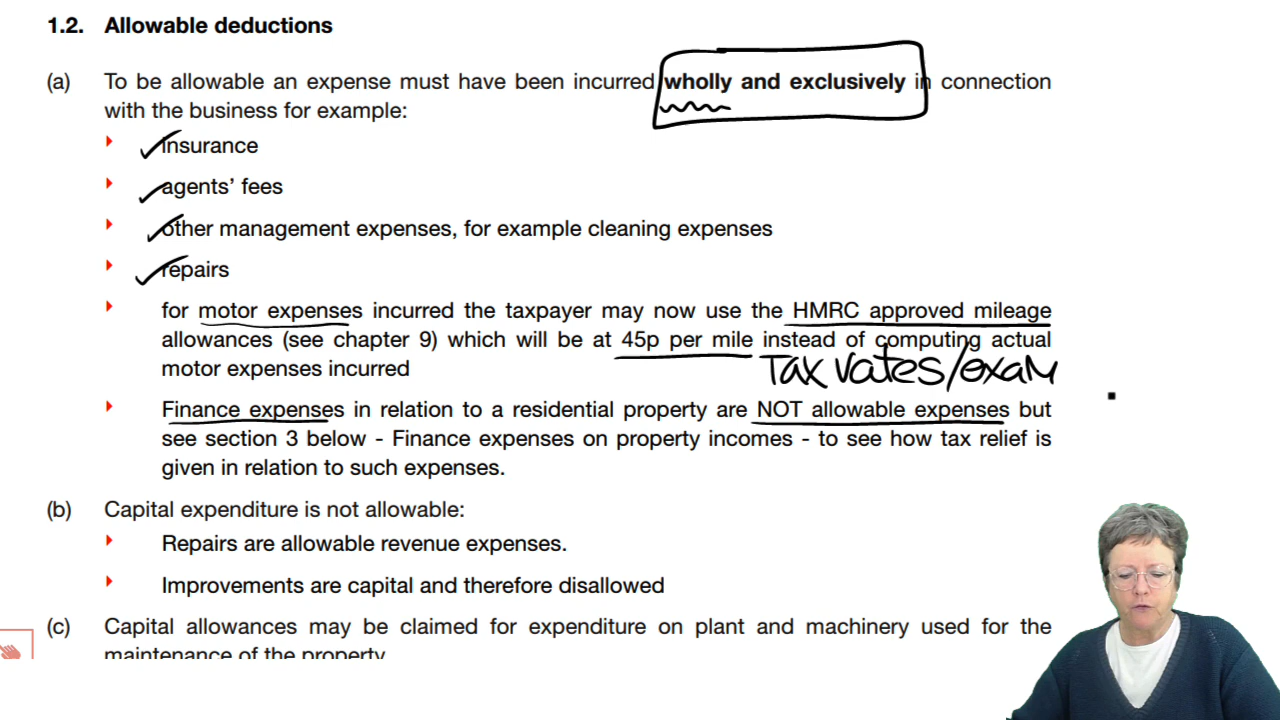 1.2. Allowable deductions
(a) To be allowable an expense must have been incurred wholly and exclusively in connection
with the business for example:
insurance
agents' fees
other management expenses, for example cleaning expenses
repairs
for motor expenses incurred the taxpayer may now use the HMRC approved mileage
allowances (see chapter 9) which will be at 45p per mile instead of computing actual
motor expenses incurred
Tax rates/exam
Finance expenses in relation to a residential property are NOT allowable expenses but
see section 3 below - Finance expenses on property incomes - to see how tax relief is
given in relation to such expenses.
(b) Capital expenditure is not allowable:
Repairs are allowable revenue expenses.
Improvements are capital and therefore disallowed
(c) Capital allowances may be claimed for expenditure on plant and machinery used for the
maintenance of the property